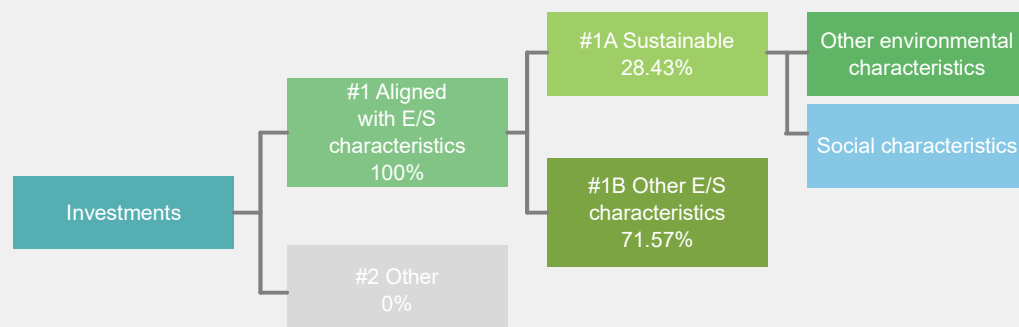 Investments
#1 Aligned
with E/S
characteristics
100%
#2 Other
0%
#1A Sustainable
28.43%
#1B Other E/S
characteristics
71.57%
Other environmental
characteristics
Social characteristics